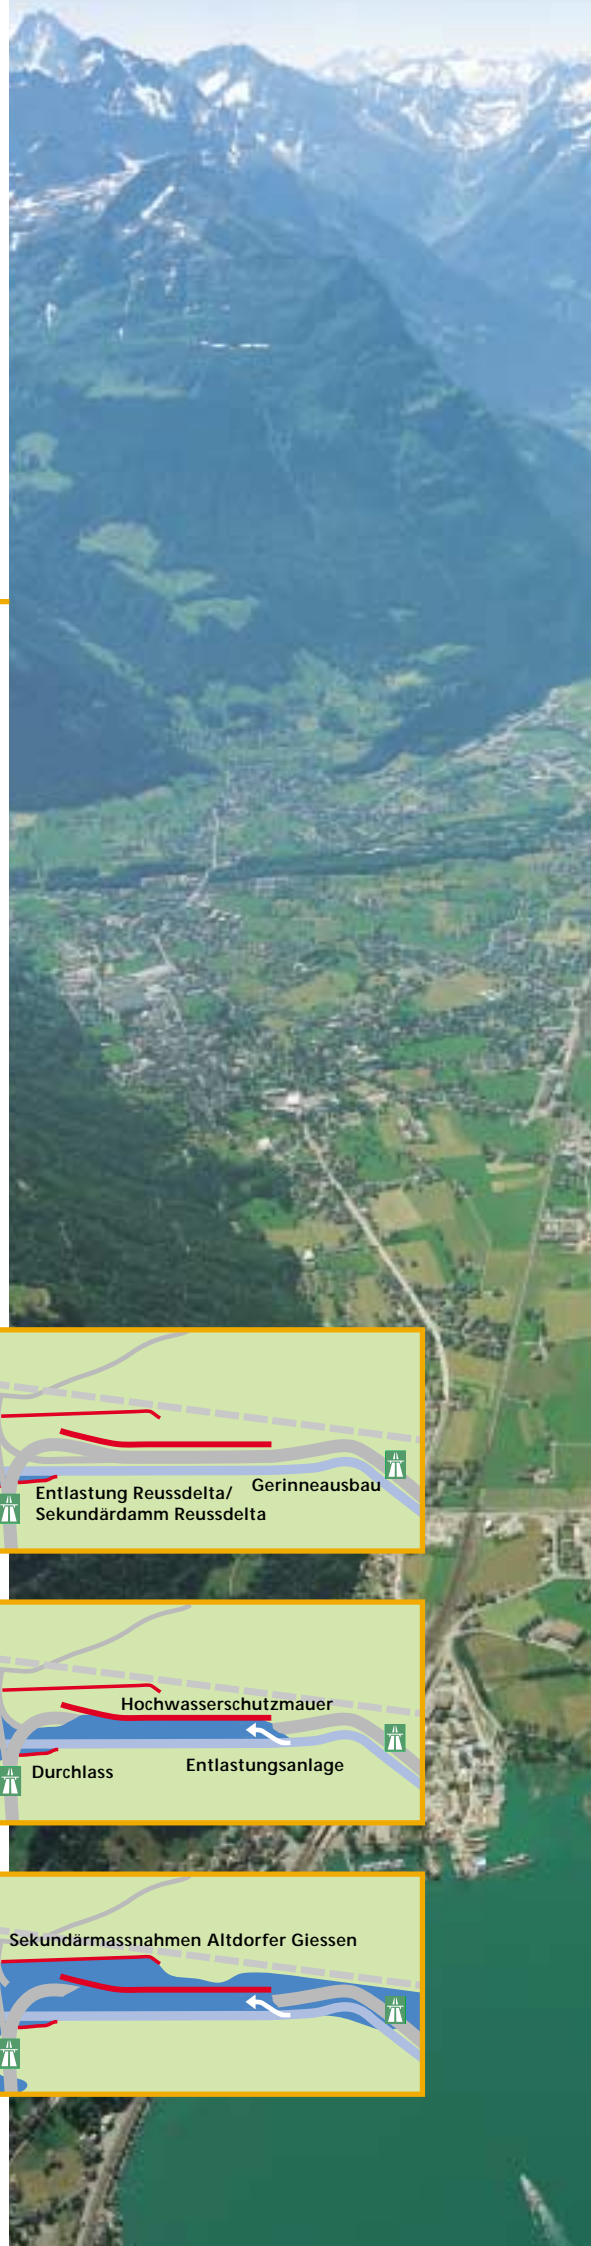 Entlastung Reussdelta/
Sekundärdamm Reussdelta
Gerinneausbau
Hochwasserschutzmauer
Durchlass
Entlastungsanlage
Sekundärmassnahmen Altdorfer Giessen